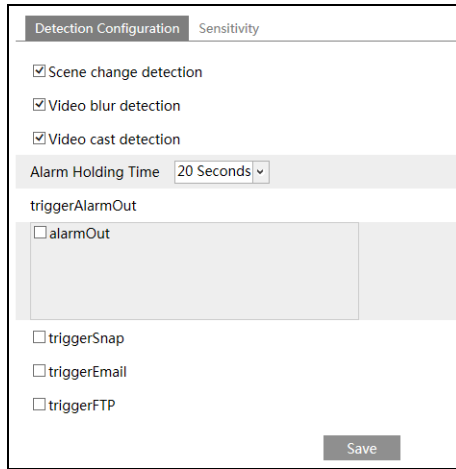 Detection Configuration Sensitivity
Scene change detection
Video blur detection
Video cast detection
Alarm Holding Time 20 Seconds
triggerAlarmOut
alarmOut
triggerSnap
triggerEmail
triggerFTP
Save